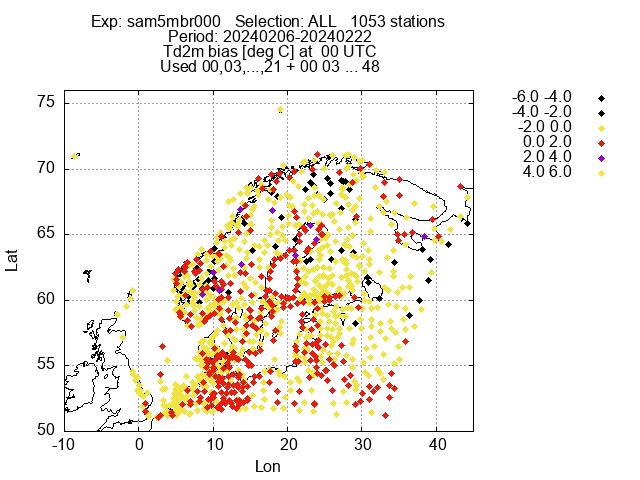 Exp: sam5mbr000 Selection: ALL 1053 stations
Period: 20240206-20240222
Td2m bias [deg C] at 00 UTC
Used 00,03,...,21 + 00 03 ... 48
-6.0 -4.0
-4.0 -2.0
-2.0 0.0
0.0 2.0
2.0 4.0
4.0 6.0
75
70
65
60
55
50
Lat
-10 0 10 20 30 40
Lon